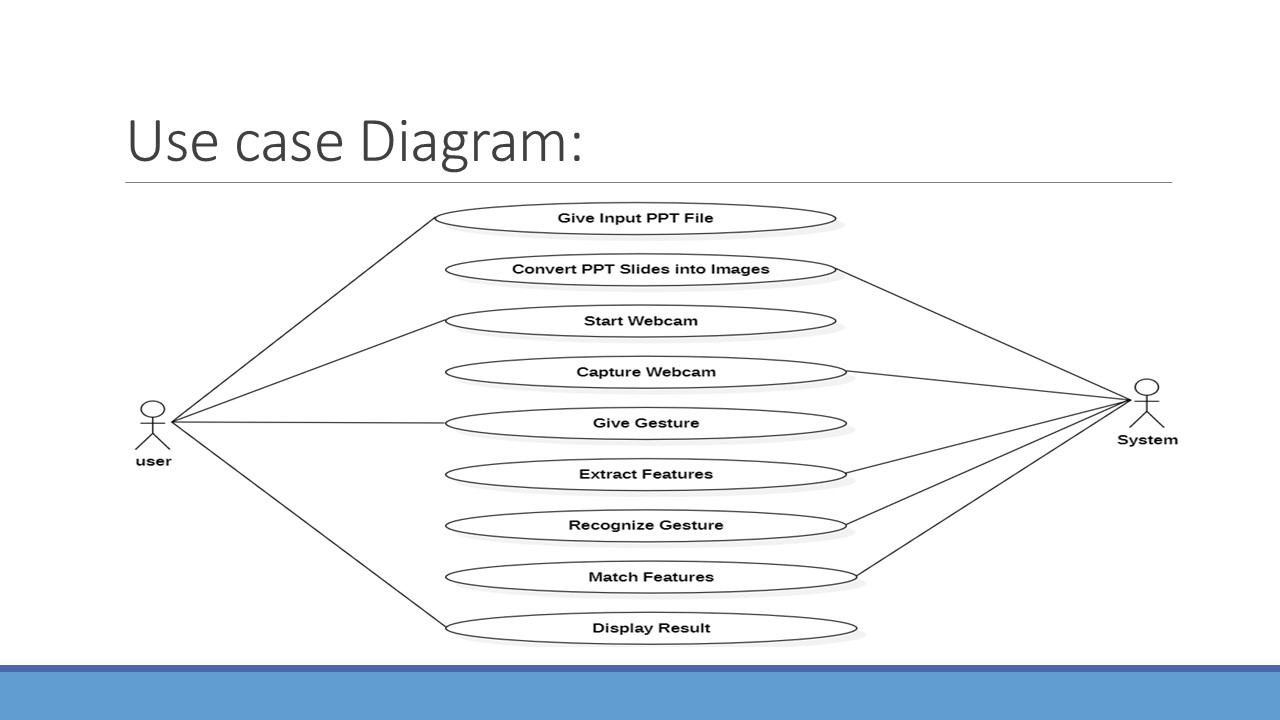 Use case Diagram:
Give Input PPT File
Convert PPT Slides into Images
Start Webcam
Capture Webcam
Give Gesture
Extract Features
Recognize Gesture
Match Features
Display Result
user
System